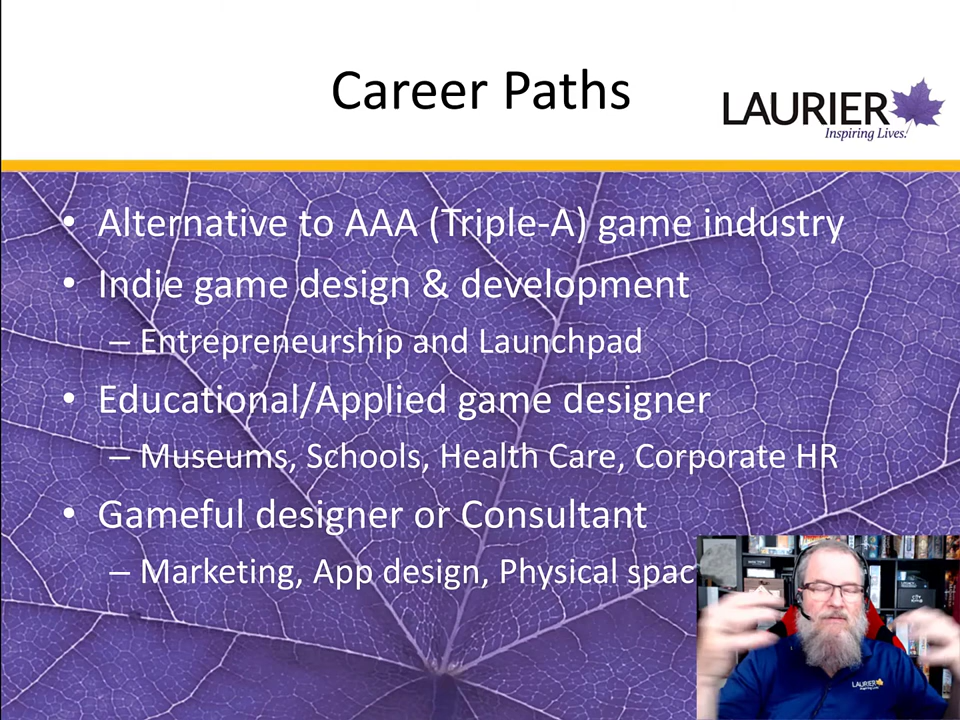 Career Paths
LAURIER
Inspiring Lives.
• Alternative to AAA (Triple-A) game industry
• Indie game design & development
– Entrepreneurship and Launchpad
• Educational/Applied game designer
– Museums, Schools, Health Care, Corporate HR
• Gameful designer or Consultant
– Marketing, App design, Physical spac
LAURIER